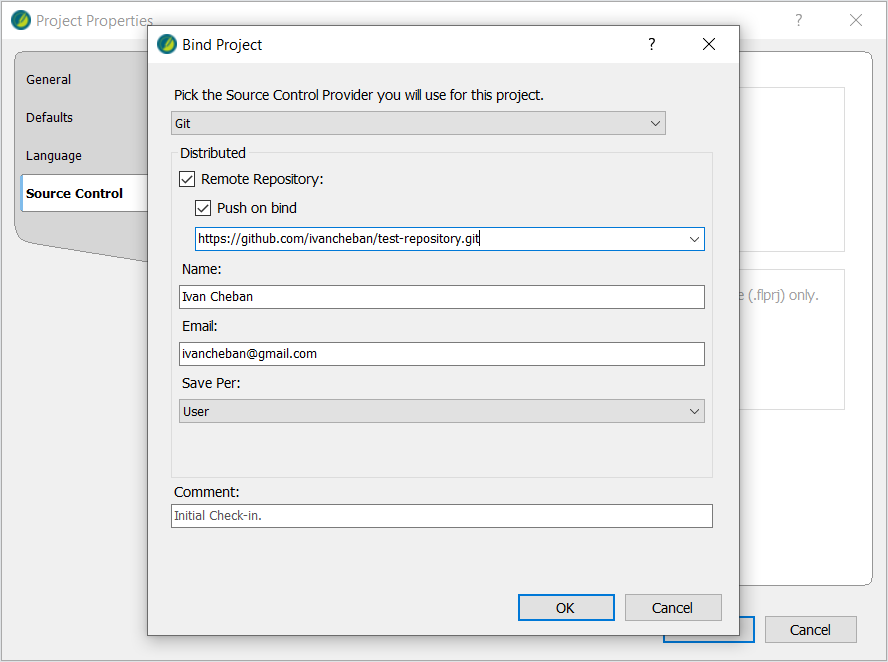 Project Properties
?
Bind Project
?
General
Defaults
Language
Source Control
Pick the Source Control Provider you will use for this project.
Git
Distributed
Remote Repository:
Push on bind
https://github.com/ivancheban/test-repository.git
Name:
Ivan Cheban
Email:
ivancheban@gmail.com
Save Per:
User
Comment:
Initial Check-in.
OK
Cancel
e (.flprj) only.
Cancel